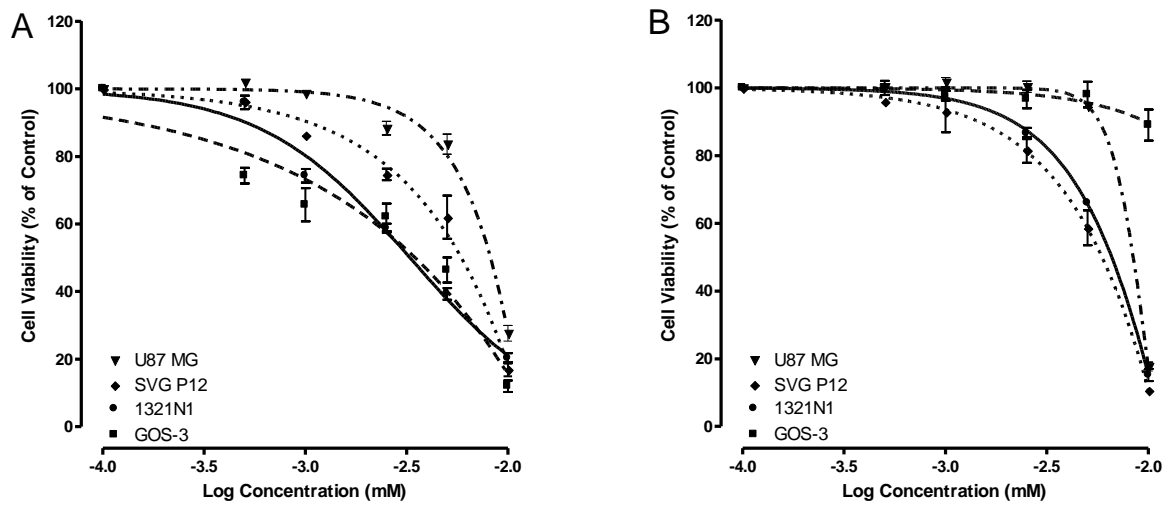 A
Cell Viability (% of Control)
120
100
80
60
40
20
0
U87 MG
SVG P12
1321N1
GOS-3
-4.0 -3.5 -3.0 -2.5 -2.0
Log Concentration (mM)
B
Cell Viability (% of Control)
120
100
80
60
40
20
0
U87 MG
SVG P12
1321N1
GOS-3
-4.0 -3.5 -3.0 -2.5 -2.0
Log Concentration (mM)